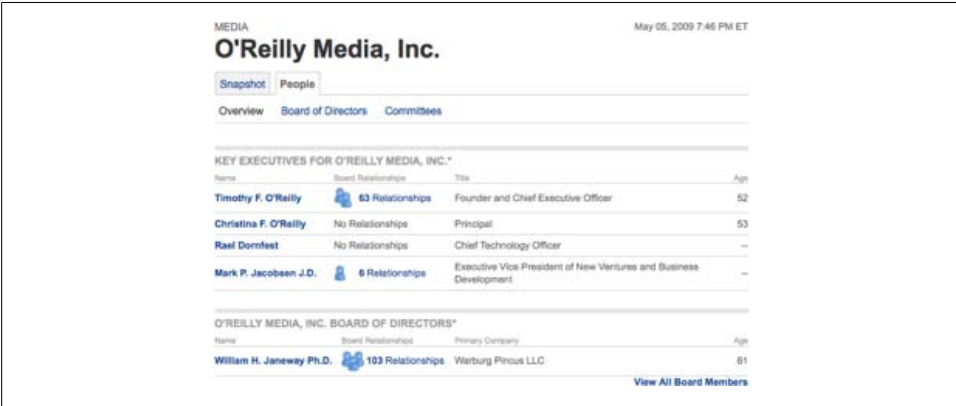 MEDIA
May 05, 2009 7:46 PM ET
O'Reilly Media, Inc.
Snapshot People
Overview Board of Directors Committees
KEY EXECUTIVES FOR O'REILLY MEDIA, INC.*
Name Board Relationships Title Age
Timothy F. O'Reilly 63 Relationships Founder and Chief Executive Officer 52
Christina F. O'Reilly No Relationships Principal 53
Rael Dornfest No Relationships Chief Technology Officer --
Mark P. Jacobsen J.D. 6 Relationships Executive Vice President of New Ventures and Business
Development --
O'REILLY MEDIA, INC. BOARD OF DIRECTORS*
Name Board Relationships Primary Company Age
William H. Janeway Ph.D. 103 Relationships Warburg Pincus LLC 61
View All Board Members